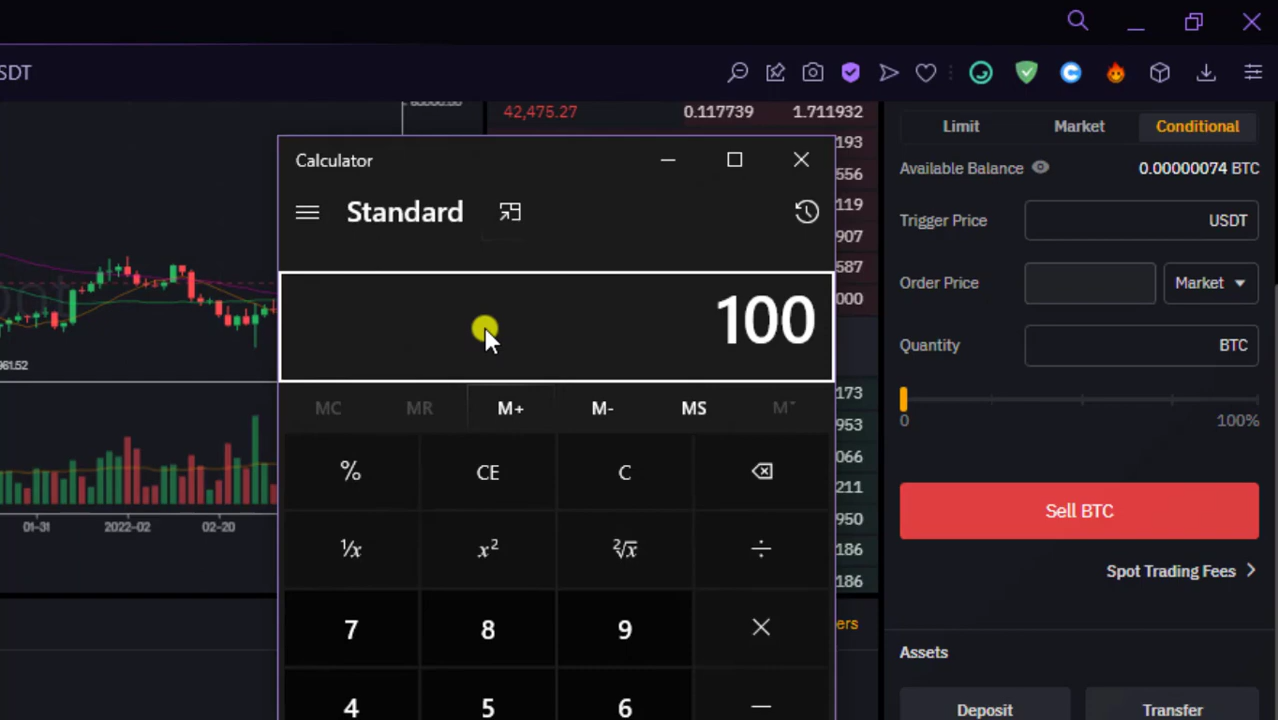 SDT
60000.50
42,475.27 0.117739 1.711932
Limit Market Conditional
193
Calculator
Available Balance 0.00000074 BTC
556
Standard
119
Trigger Price USDT
907
587
Order Price Market
000
100
Quantity BTC
961.52
173
MC MR M+ M- MS M˅
0 100%
953
066
% CE C
211
Sell BTC
950
01-31 2022-02 02-20
186
¹/x x² ²√x ÷
Spot Trading Fees >
186
7 8 9 ×
ers
Assets
4 5 6 −
Deposit Transfer